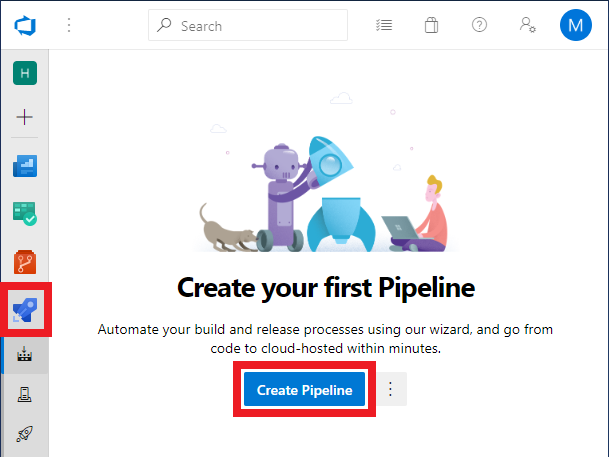 Search
M
H
Create your first Pipeline
Automate your build and release processes using our wizard, and go from
code to cloud-hosted within minutes.
Create Pipeline